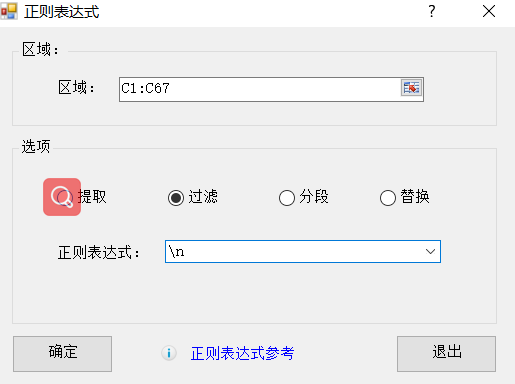 正则表达式
区域：
区域： C1:C67
选项
提取 过滤 分段 替换
正则表达式： \n
确定 正则表达式参考 退出